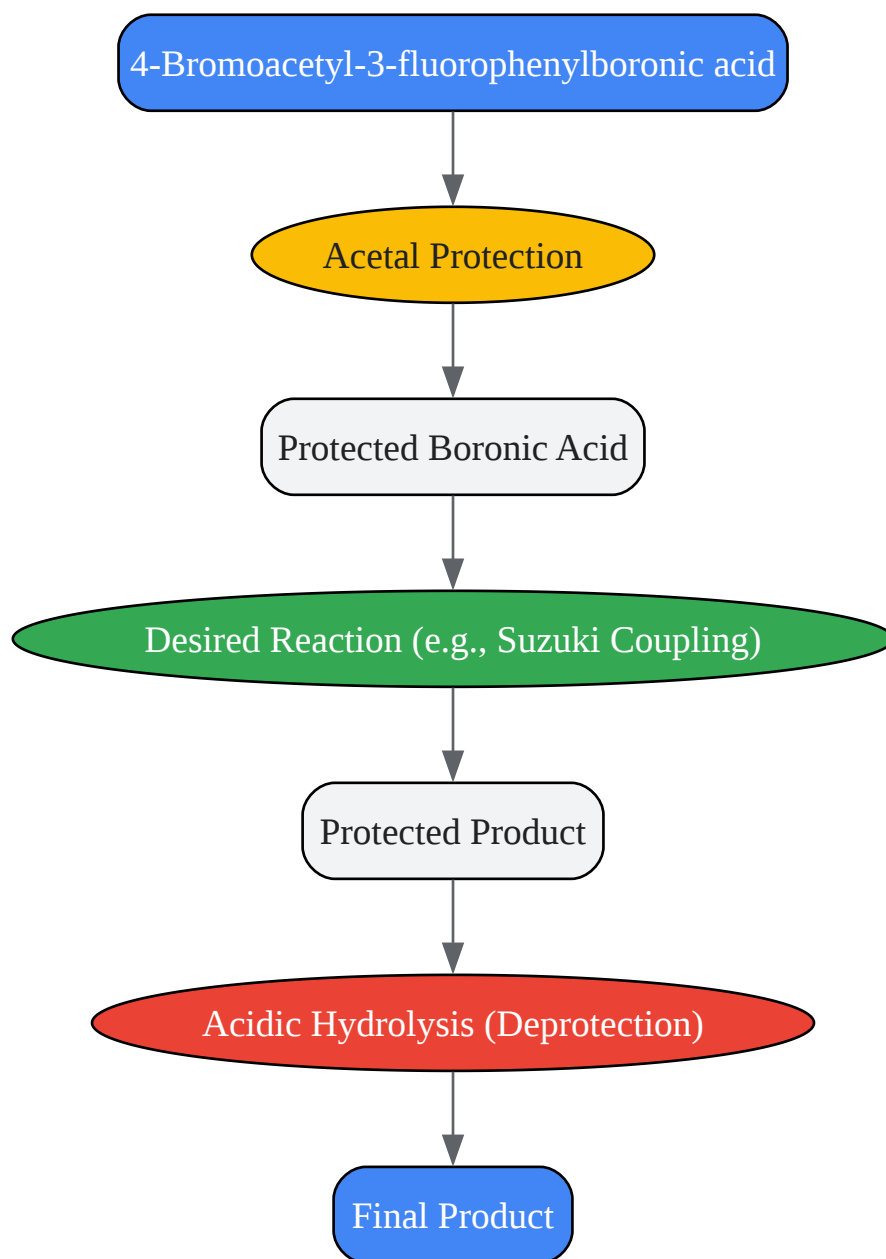 4-Bromoacetyl-3-fluorophenylboronic acid
Acetal Protection
Protected Boronic Acid
Desired Reaction (e.g., Suzuki Coupling)
Protected Product
Acidic Hydrolysis (Deprotection)
Final Product